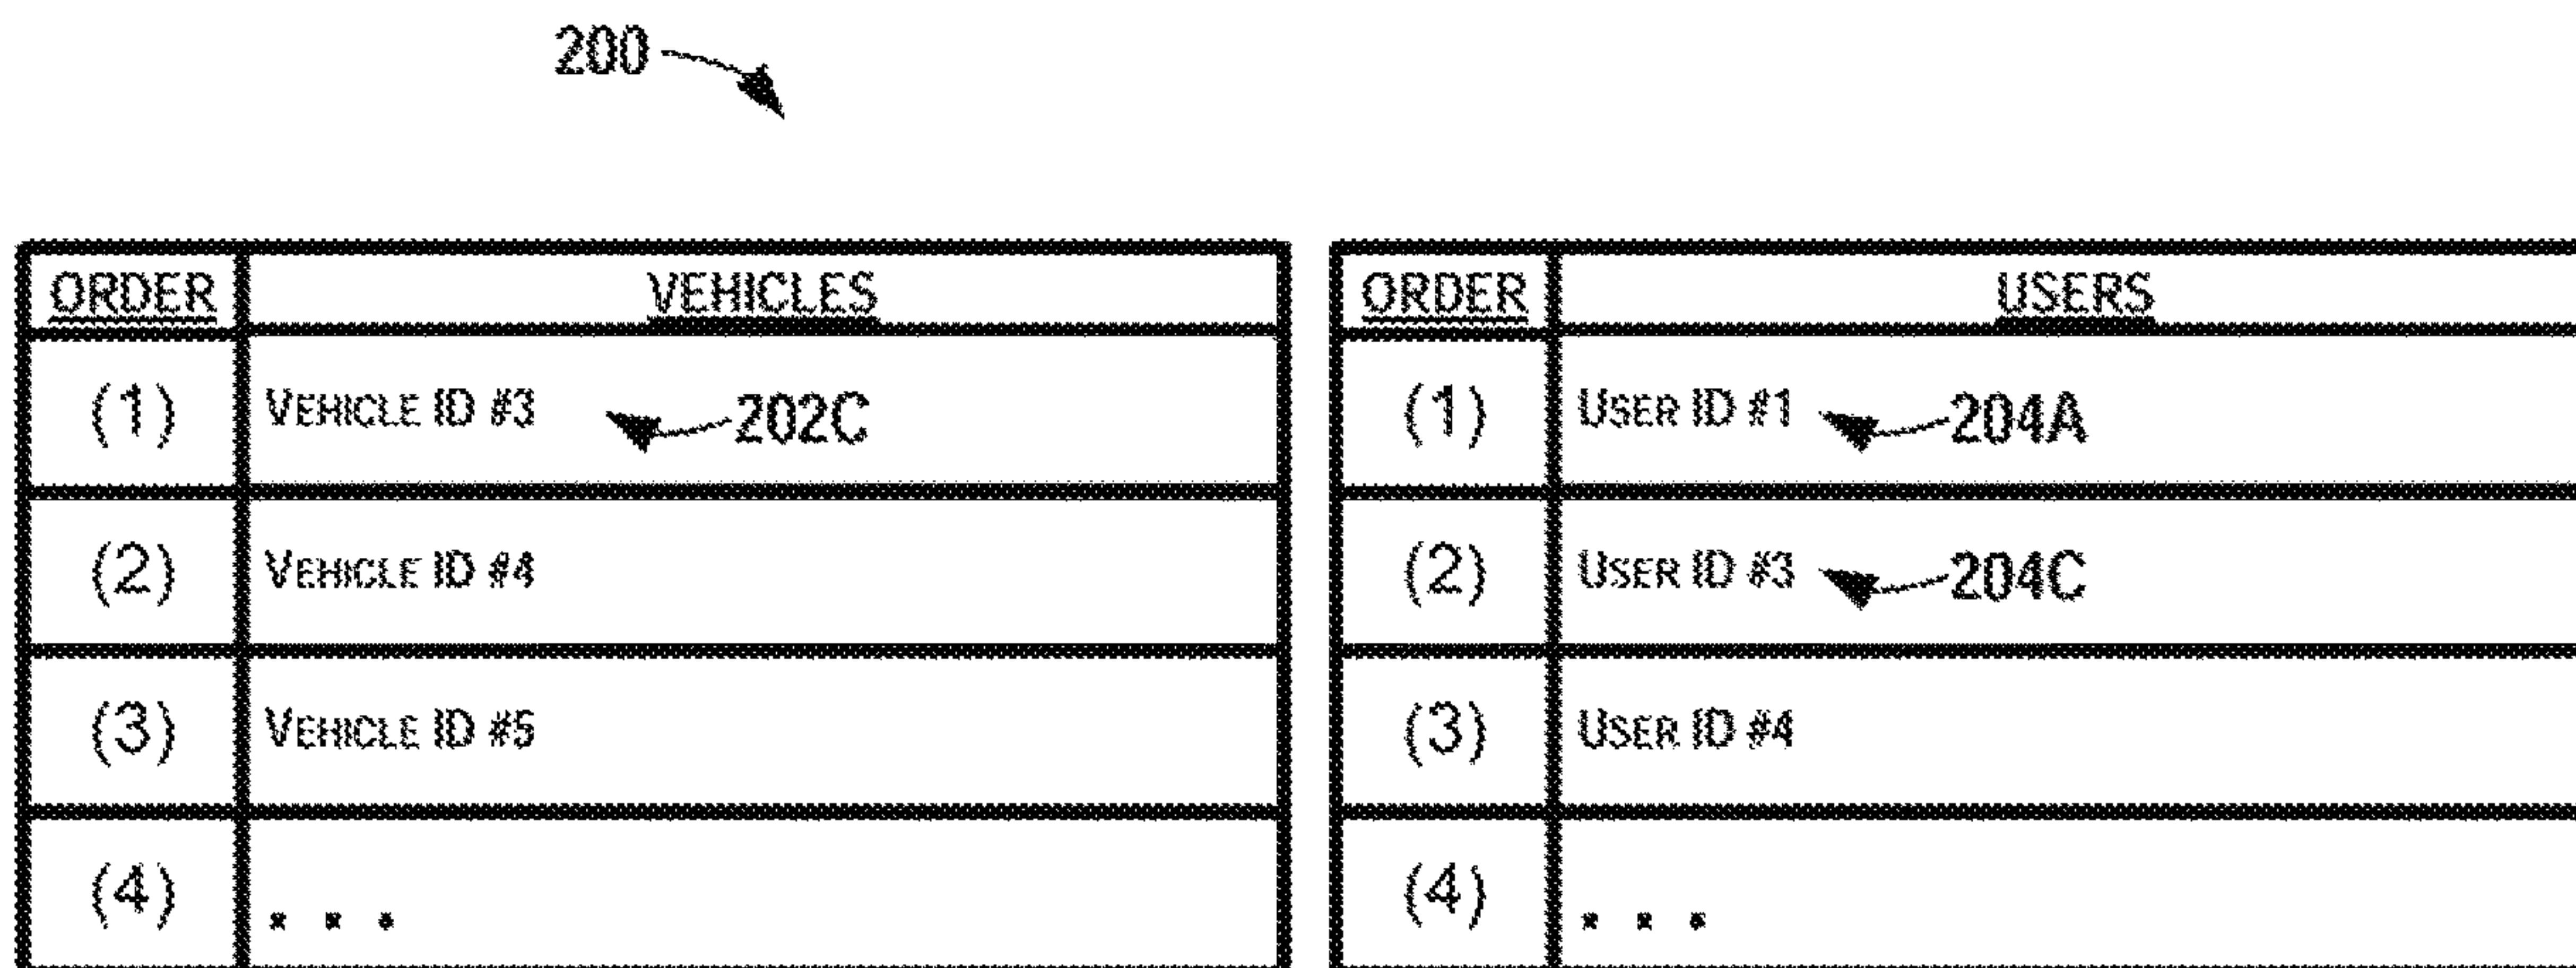 200
ORDER VEHICLES ORDER USERS
(1) VEHICLE ID #3 202C (1) USER ID #1 204A
(2) VEHICLE ID #4 (2) USER ID #3 204C
(3) VEHICLE ID #5 (3) USER ID #4
(4) . . . (4) . . .